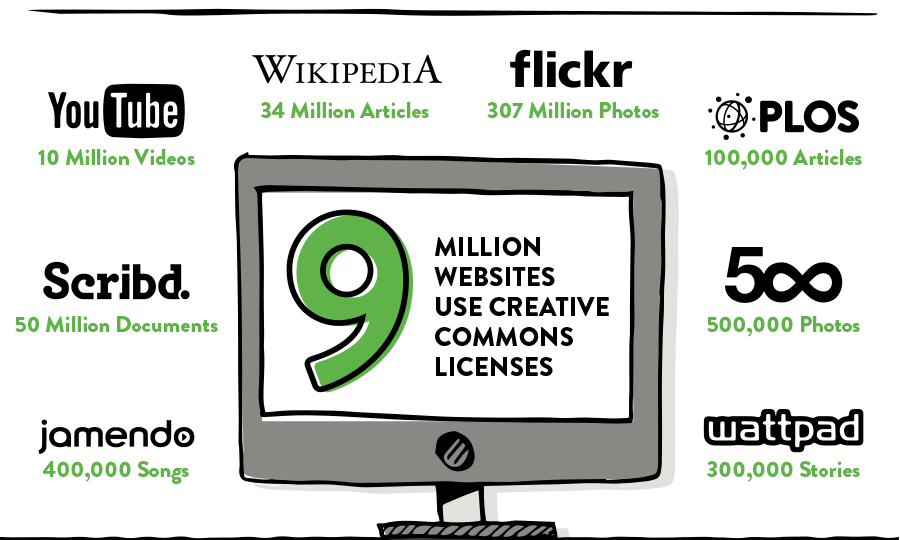 WIKIPEDIA
34 Million Articles
flickr
307 Million Photos
YouTube
10 Million Videos
PLOS
100,000 Articles
9
MILLION
WEBSITES
USE CREATIVE
COMMONS
LICENSES
Scribd.
50 Million Documents
500
500,000 Photos
jamendo
400,000 Songs
wattpad
300,000 Stories